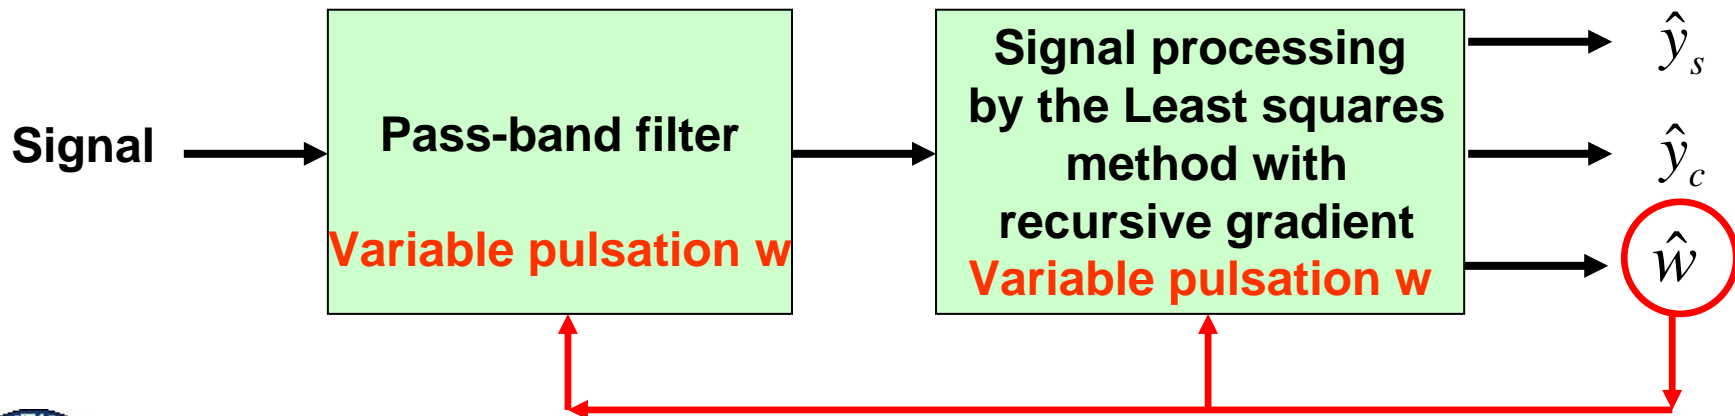 Signal
Pass-band filter
Variable pulsation w
Signal processing
by the Least squares
method with
recursive gradient
Variable pulsation w
ŷs
ŷc
ŵ